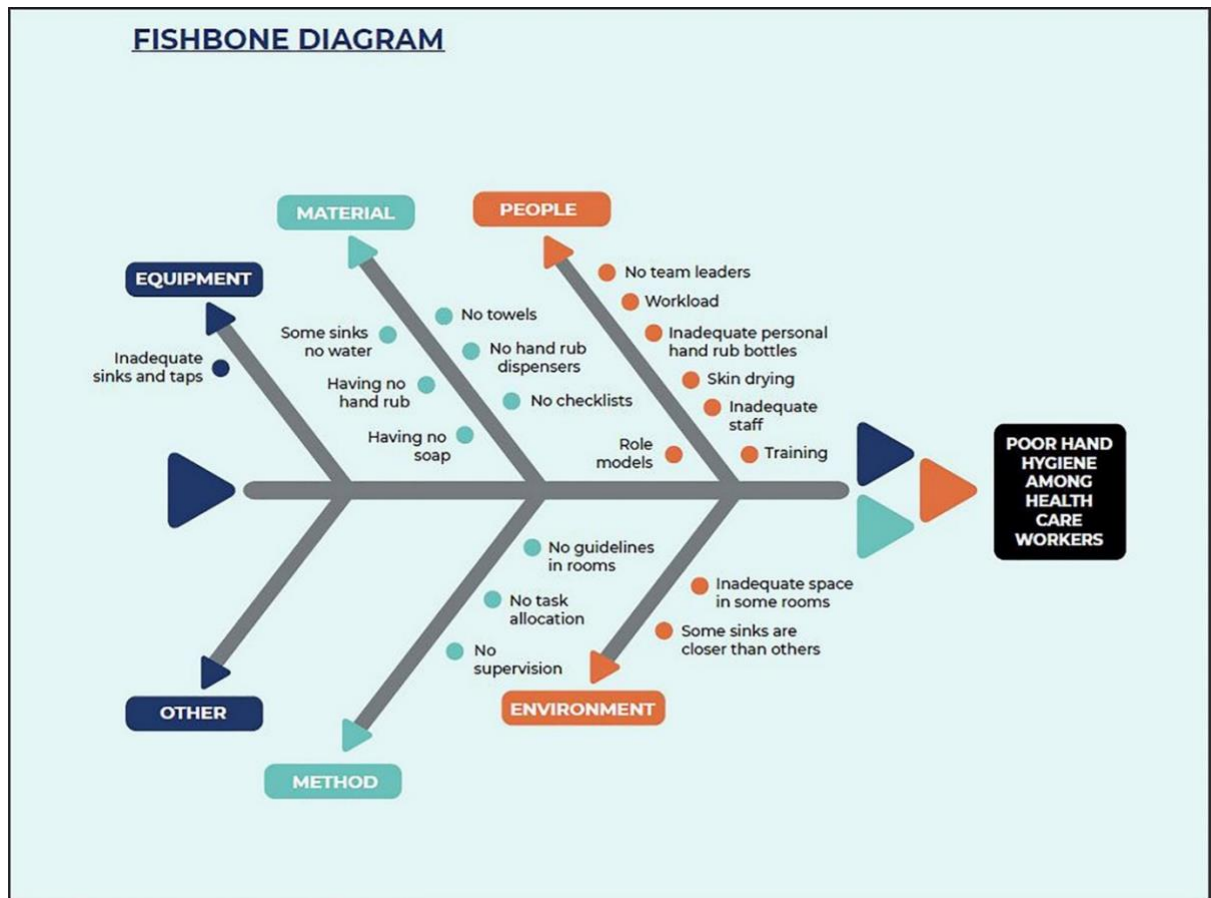 FISHBONE DIAGRAM
EQUIPMENT
Inadequate
sinks and taps
MATERIAL
Some sinks
no water
Having no
hand rub
Having no
soap
No towels
No hand rub
dispensers
No checklists
PEOPLE
No team leaders
Workload
Inadequate personal
hand rub bottles
Skin drying
Inadequate
staff
Training
Role
models
OTHER
METHOD
No guidelines
in rooms
No task
allocation
No
supervision
ENVIRONMENT
Inadequate space
in some rooms
Some sinks are
closer than others
POOR HAND
HYGIENE
AMONG
HEALTH
CARE
WORKERS